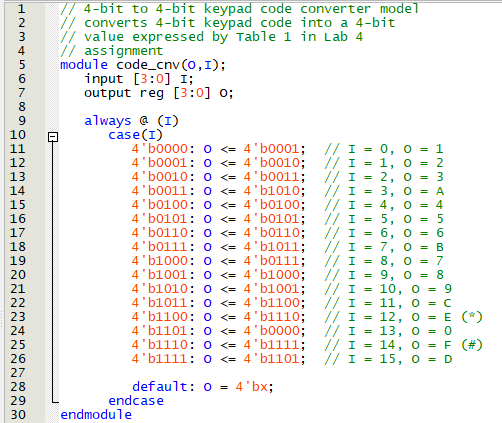 1 // 4-bit to 4-bit keypad code converter model
2 // converts 4-bit keypad code into a 4-bit
3 // value expressed by Table 1 in Lab 4
4 // assignment
5 module code_cnv(O,I);
6 input [3:0] I;
7 output reg [3:0] O;
8
9 always @ (I)
10 case(I)
11 4'b0000: O <= 4'b0001; // I = 0, O = 1
12 4'b0001: O <= 4'b0010; // I = 1, O = 2
13 4'b0010: O <= 4'b0011; // I = 2, O = 3
14 4'b0011: O <= 4'b1010; // I = 3, O = A
15 4'b0100: O <= 4'b0100; // I = 4, O = 4
16 4'b0101: O <= 4'b0101; // I = 5, O = 5
17 4'b0110: O <= 4'b0110; // I = 6, O = 6
18 4'b0111: O <= 4'b1011; // I = 7, O = B
19 4'b1000: O <= 4'b0111; // I = 8, O = 7
20 4'b1001: O <= 4'b1000; // I = 9, O = 8
21 4'b1010: O <= 4'b1001; // I = 10, O = 9
22 4'b1011: O <= 4'b1100; // I = 11, O = C
23 4'b1100: O <= 4'b1110; // I = 12, O = E (*)
24 4'b1101: O <= 4'b0000; // I = 13, O = 0
25 4'b1110: O <= 4'b1111; // I = 14, O = F (#)
26 4'b1111: O <= 4'b1101; // I = 15, O = D
27
28 default: O = 4'bx;
29 endcase
30 endmodule